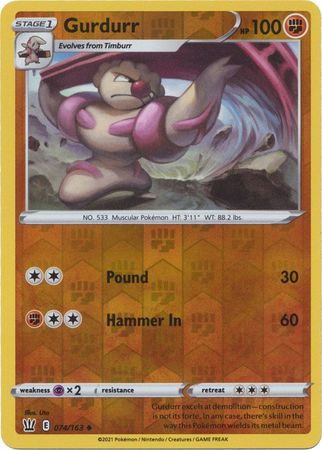 STAGE 1
Gurdurr
HP 100
Evolves from Timburr
NO. 533 Muscular Pokémon HT: 3'11" WT: 88.2 lbs.
Pound 30
Hammer In 60
weakness ×2 resistance retreat
Illus. Uta
E 074/163
Gurdurr excels at demolition—construction
is not its forte. In any case, there's skill in the
way this Pokémon wields its metal beam.
©2021 Pokémon / Nintendo / Creatures / GAME FREAK